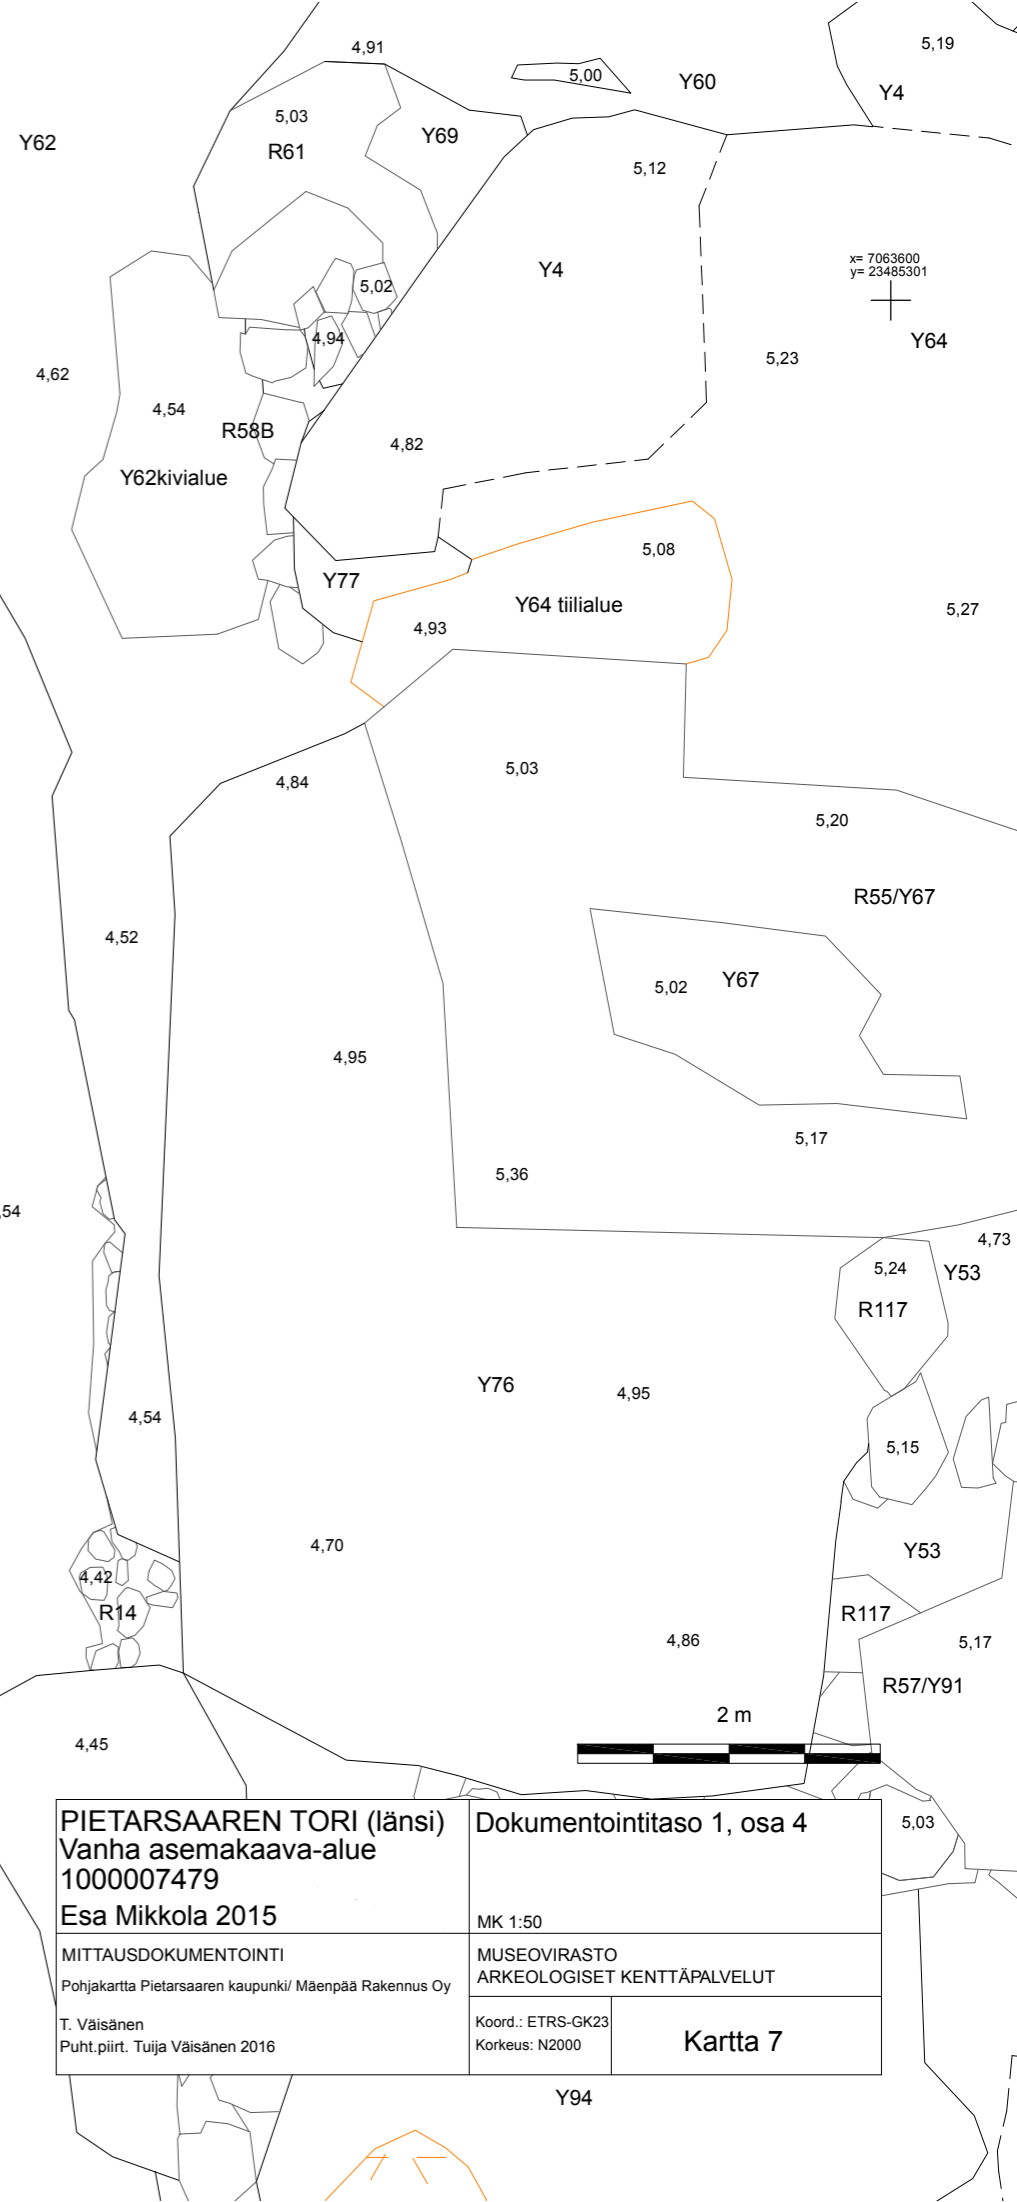 4,91
5,19
5,00
Y60
Y4
5,03
Y62
R61
Y69
5,12
x= 7063600
y= 23485301
Y4
5,02
4,94
Y64
5,23
4,62
4,54
R58B
4,82
Y62kivialue
5,08
Y77
Y64 tiilialue
5,27
4,93
5,03
4,84
5,20
R55/Y67
4,52
Y67
5,02
4,95
5,17
5,36
,54
4,73
5,24
Y53
R117
Y76
4,95
4,54
5,15
4,70
Y53
4,42
R14
R117
4,86
5,17
R57/Y91
2 m
4,45
5,03
PIETARSAAREN TORI (länsi)
Vanha asemakaava-alue
1000007479
Esa Mikkola 2015
Dokumentointitaso 1, osa 4
MK 1:50
MITTAUSDOKUMENTOINTI
Pohjakartta Pietarsaaren kaupunki/ Mäenpää Rakennus Oy
T. Väisänen
Puht.piirt. Tuija Väisänen 2016
MUSEOVIRASTO
ARKEOLOGISET KENTTÄPALVELUT
Koord.: ETRS-GK23
Korkeus: N2000
Kartta 7
Y94